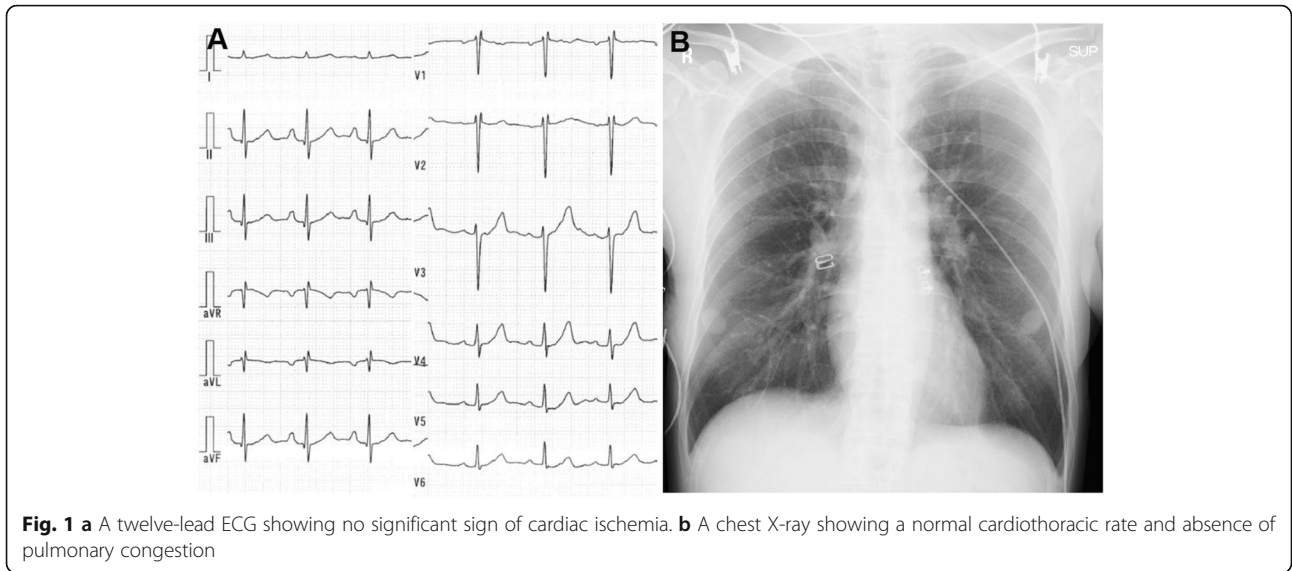 A
I
II
III
aVR
aVL
aVF
V1
V2
V3
V4
V5
V6
B
R
SUP
Fig. 1 a A twelve-lead ECG showing no significant sign of cardiac ischemia. b A chest X-ray showing a normal cardiothoracic rate and absence of
pulmonary congestion